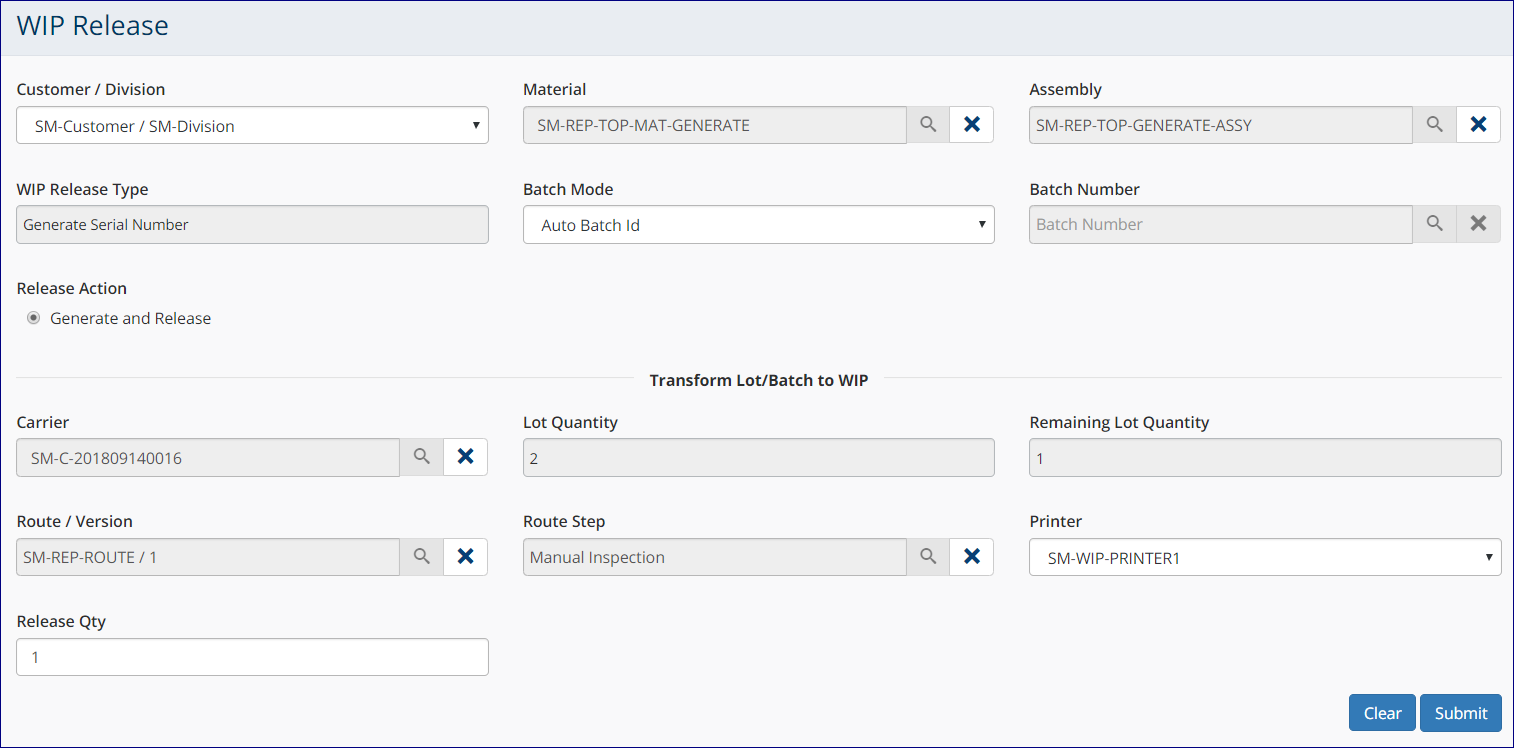 WIP Release
Customer / Division
Material
Assembly
SM-Customer / SM-Division
SM-REP-TOP-MAT-GENERATE
SM-REP-TOP-GENERATE-ASSY
WIP Release Type
Batch Mode
Batch Number
Generate Serial Number
Auto Batch Id
Batch Number
Release Action
Generate and Release
Transform Lot/Batch to WIP
Carrier
Lot Quantity
Remaining Lot Quantity
SM-C-201809140016
2
1
Route / Version
Route Step
Printer
SM-REP-ROUTE / 1
Manual Inspection
SM-WIP-PRINTER1
Release Qty
1
Clear
Submit